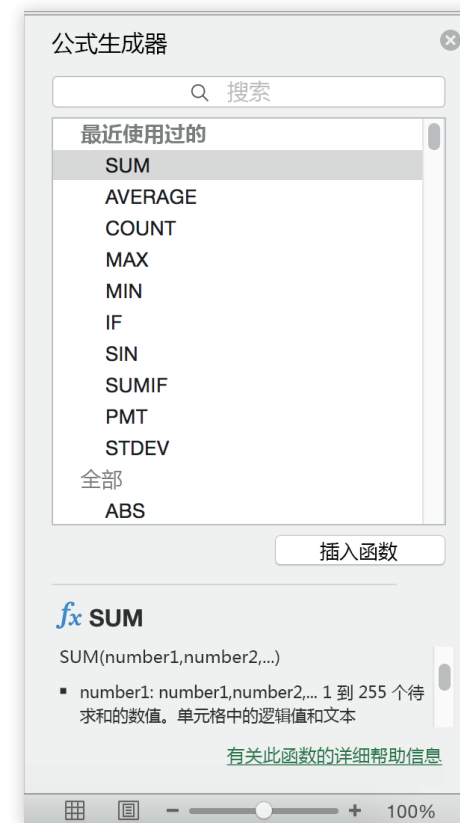 公式生成器
搜索
最近使用过的
SUM
AVERAGE
COUNT
MAX
MIN
IF
SIN
SUMIF
PMT
STDEV
全部
ABS
插入函数
fx SUM
SUM(number1,number2,...)
▪ number1: number1,number2,... 1 到 255 个待
求和的数值。单元格中的逻辑值和文本
有关此函数的详细帮助信息
− + 100%